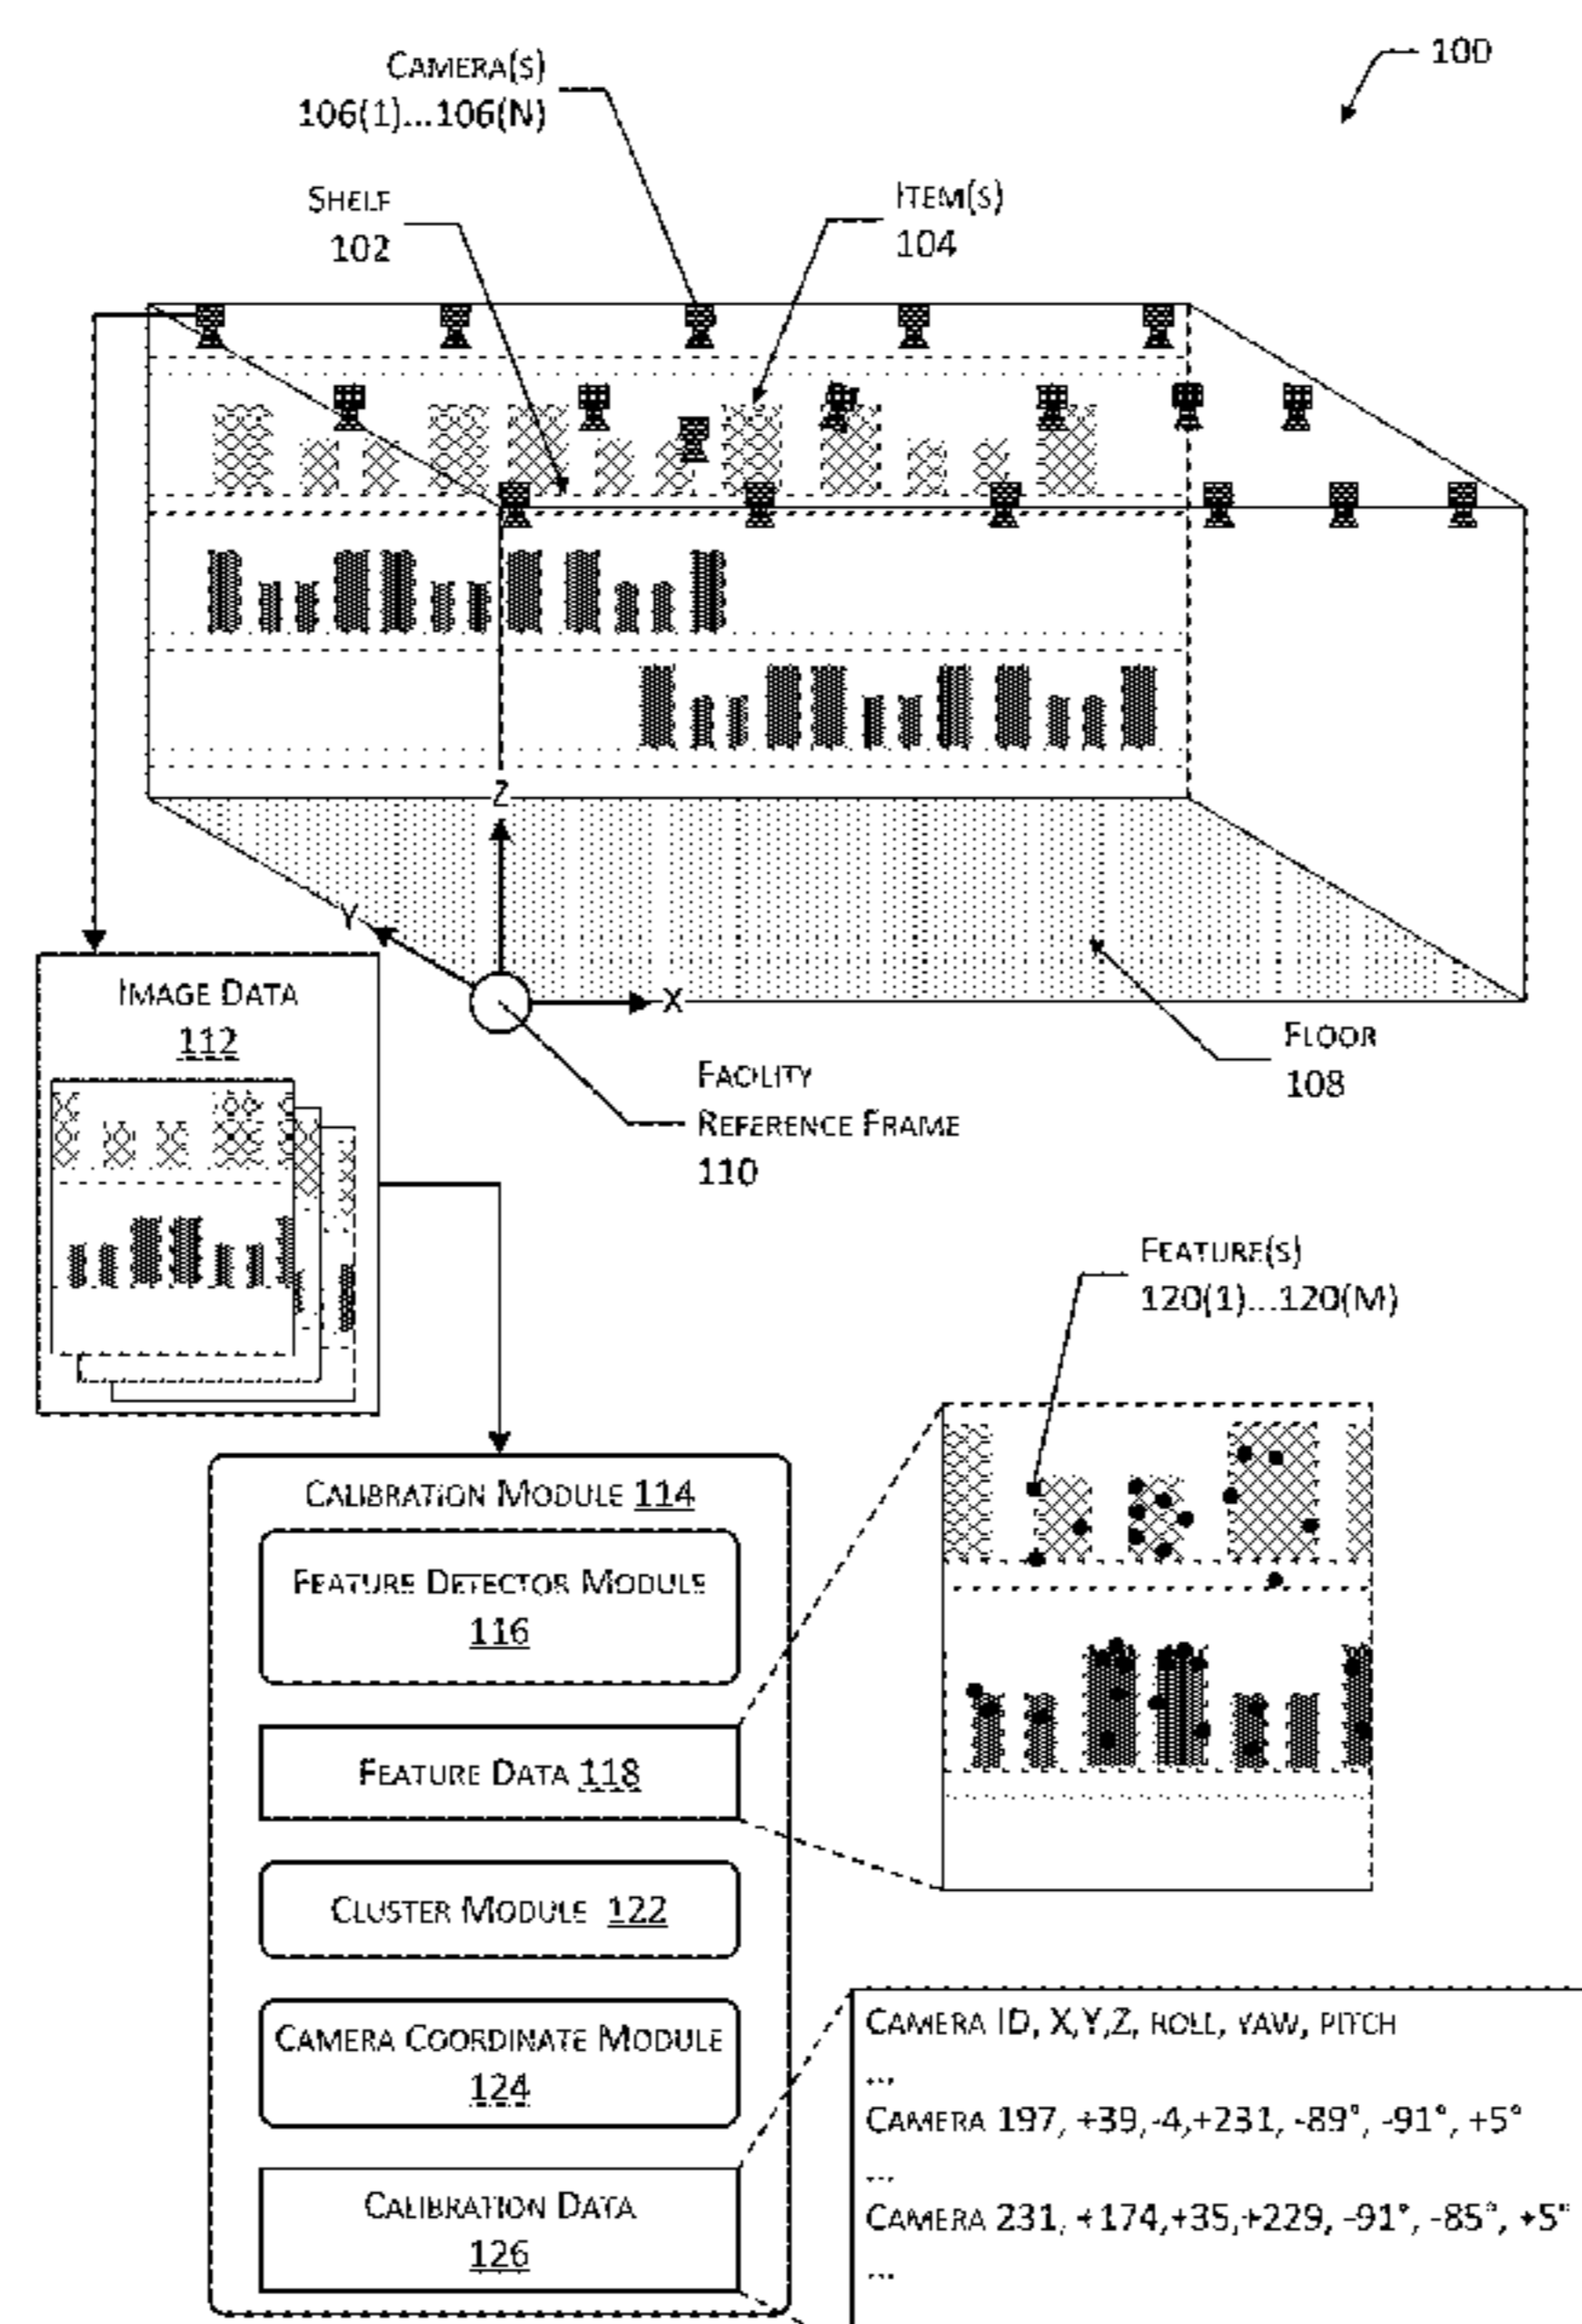 100
CAMERA(S)
106(1)...106(N)
SHELF
102
ITEM(S)
104
Z
Y
X
IMAGE DATA
112
FLOOR
108
FACILITY
REFERENCE FRAME
110
FEATURE(S)
120(1)...120(M)
CALIBRATION MODULE 114
FEATURE DETECTOR MODULE
116
FEATURE DATA 118
CLUSTER MODULE 122
CAMERA COORDINATE MODULE
124
CALIBRATION DATA
126
CAMERA ID, X,Y,Z, ROLL, YAW, PITCH
...
CAMERA 197, +39,-4,+231, -89°, -91°, +5°
...
CAMERA 231, +174,+35,+229, -91°, -85°, +5°
...